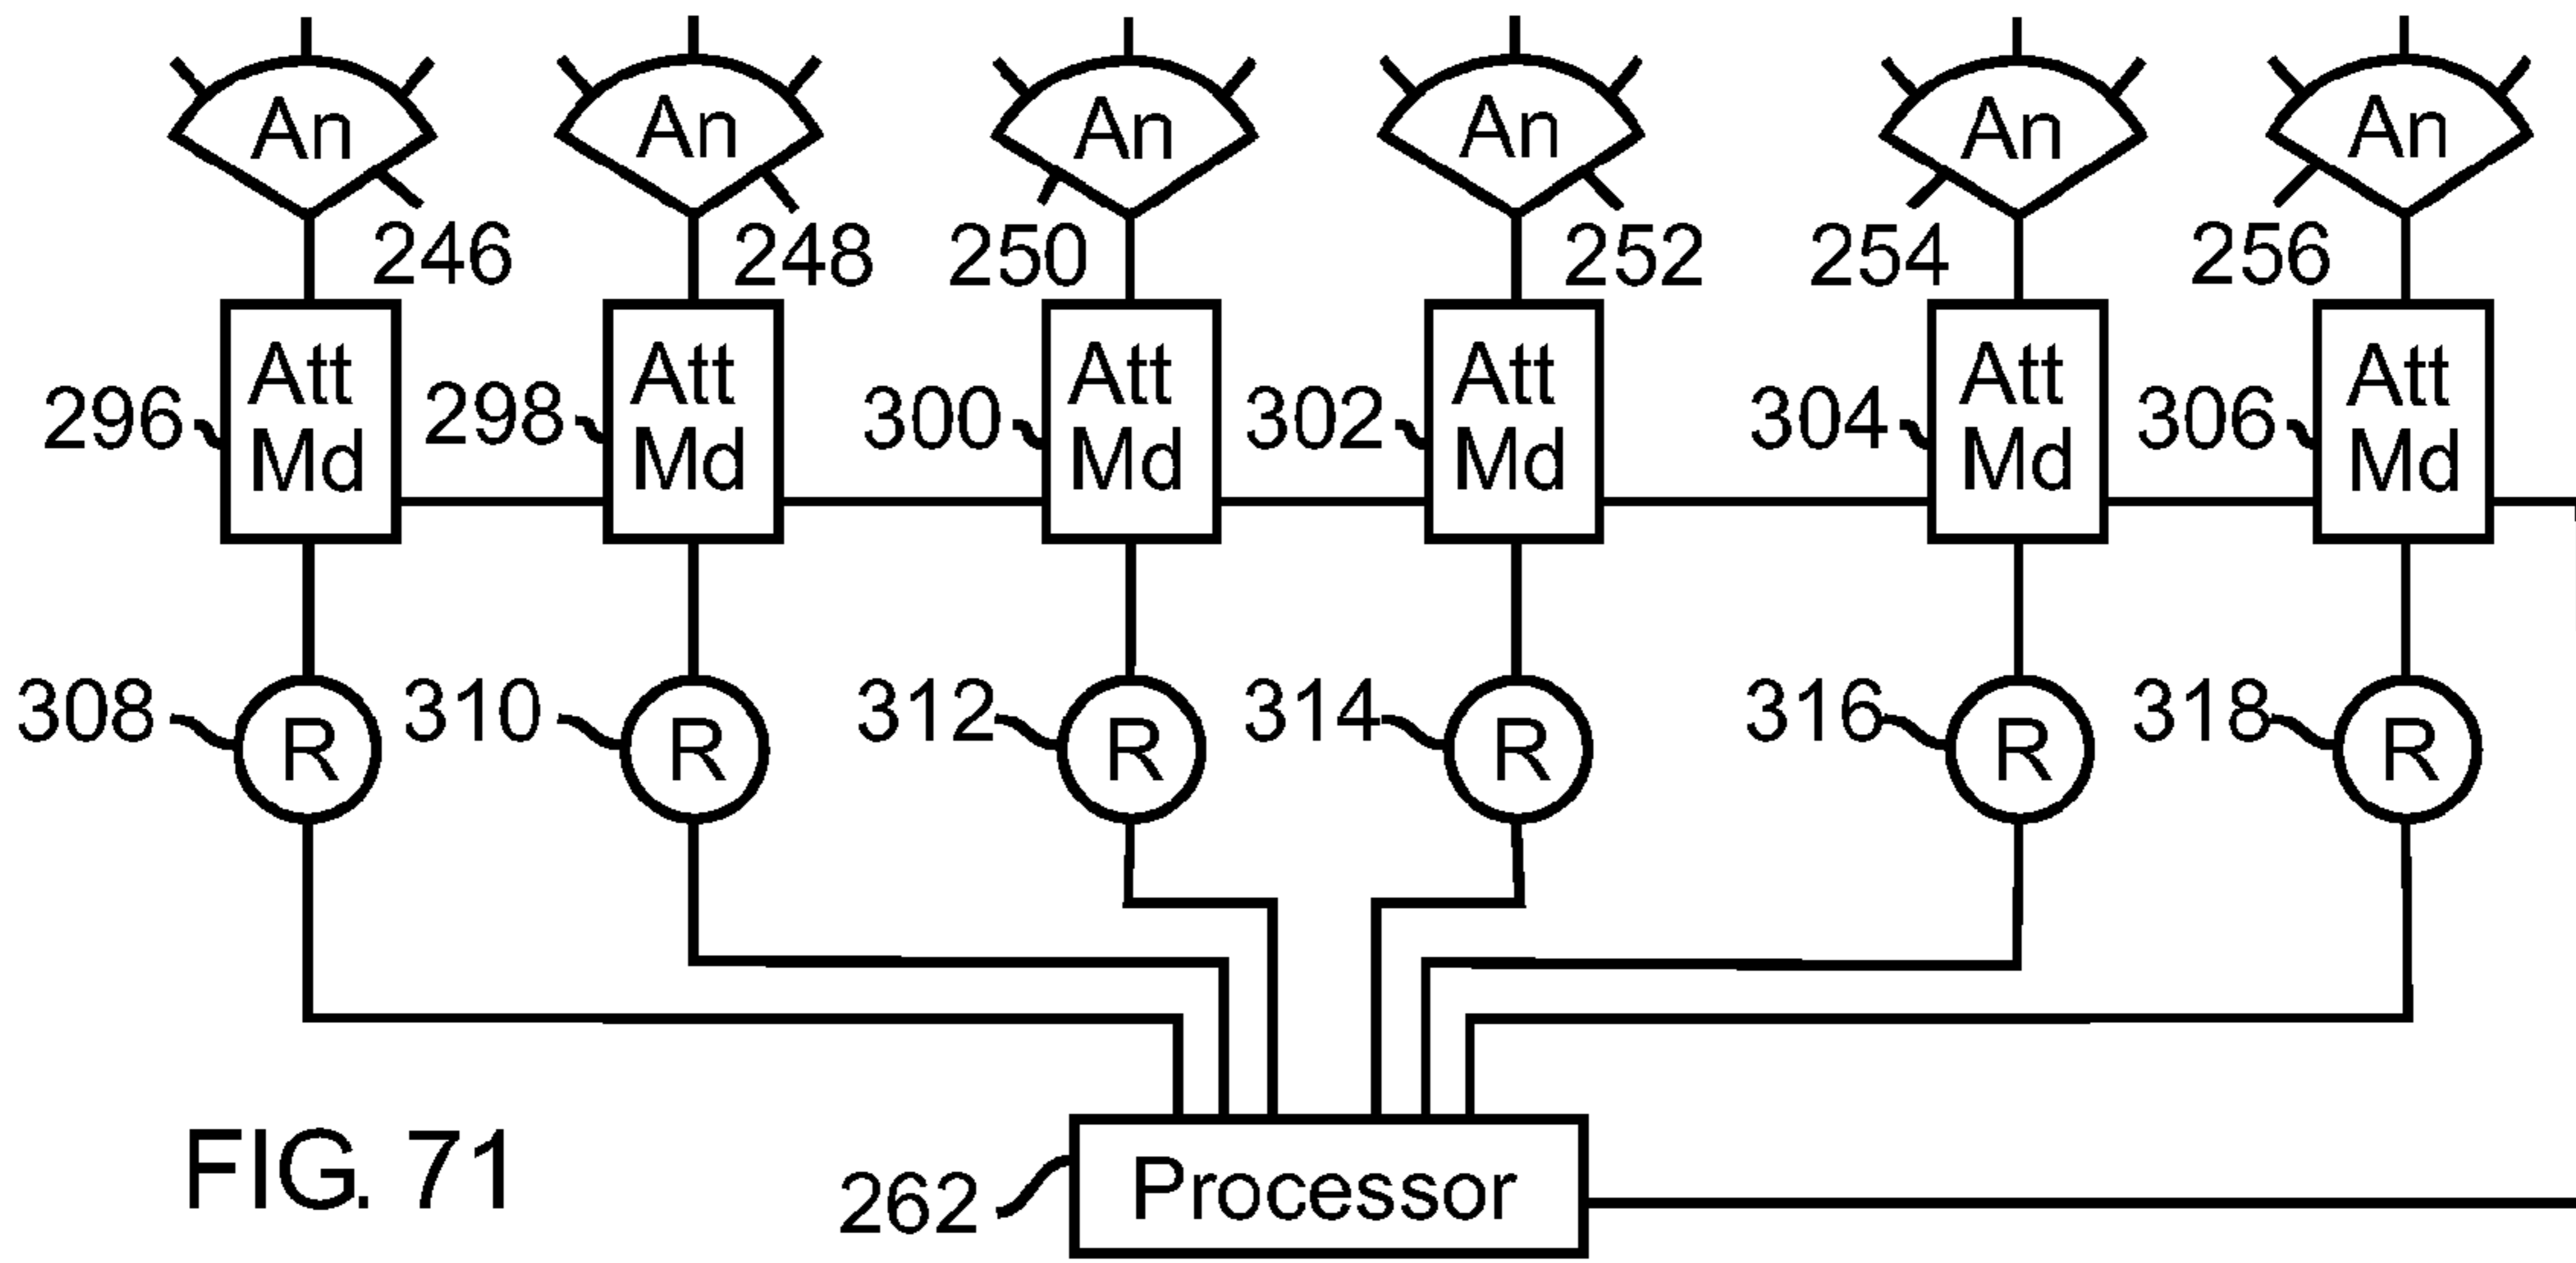 An An An An An An
246 248 250 252 254 256
Att Att Att Att Att Att
296 298 300 302 304 306
Md Md Md Md Md Md
308 310 312 314 316 318
R R R R R R
FIG. 71
262 Processor